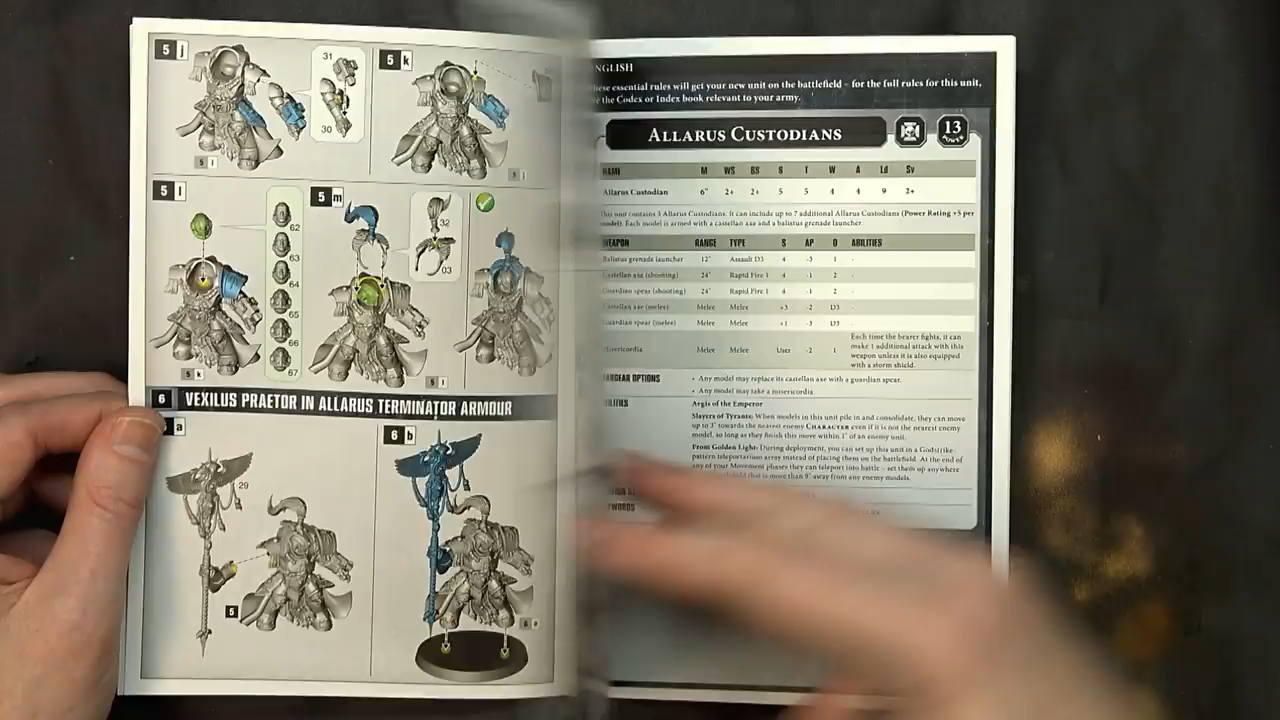 5 j
31
30
5 i
5 k
5 j
5 l
62
63
64
65
66
67
5 k
5 m
32
03
5 l
6 VEXILUS PRAETOR IN ALLARUS TERMINATOR ARMOUR
a
29
5
6 b
6 a
NGLISH
ese essential rules will get your new unit on the battlefield – for the full rules for this unit,
e the Codex or Index book relevant to your army.
ALLARUS CUSTODIANS
13
POWER
NAME M WS BS S T W A Ld Sv
Allarus Custodian 6" 2+ 2+ 5 5 4 4 9 2+
This unit contains 3 Allarus Custodians. It can include up to 7 additional Allarus Custodians (Power Rating +5 per
model). Each model is armed with a castellan axe and a balistus grenade launcher.
WEAPON RANGE TYPE S AP D ABILITIES
Balistus grenade launcher 12" Assault D3 4 -3 1 -
Castellan axe (shooting) 24" Rapid Fire 1 4 -1 2 -
Guardian spear (shooting) 24" Rapid Fire 1 4 -1 2 -
Castellan axe (melee) Melee Melee +3 -2 D3 -
Guardian spear (melee) Melee Melee +1 -3 D3 -
Misericordia Melee Melee User -2 1 Each time the bearer fights, it can
make 1 additional attack with this
weapon unless it is also equipped
with a storm shield.
ARGEAR OPTIONS • Any model may replace its castellan axe with a guardian spear.
• Any model may take a misericordia.
ILITIES Aegis of the Emperor
Slayers of Tyrants: When models in this unit pile in and consolidate, they can move
up to 3" towards the nearest enemy CHARACTER even if it is not the nearest enemy
model, so long as they finish this move within 1" of an enemy unit.
From Golden Light: During deployment, you can set up this unit in a Godstrike-
pattern teleportarium array instead of placing them on the battlefield. At the end
of any of your Movement phases they can teleport into battle – set them up anywhere
that is more than 9" away from any enemy models.
YWORDS